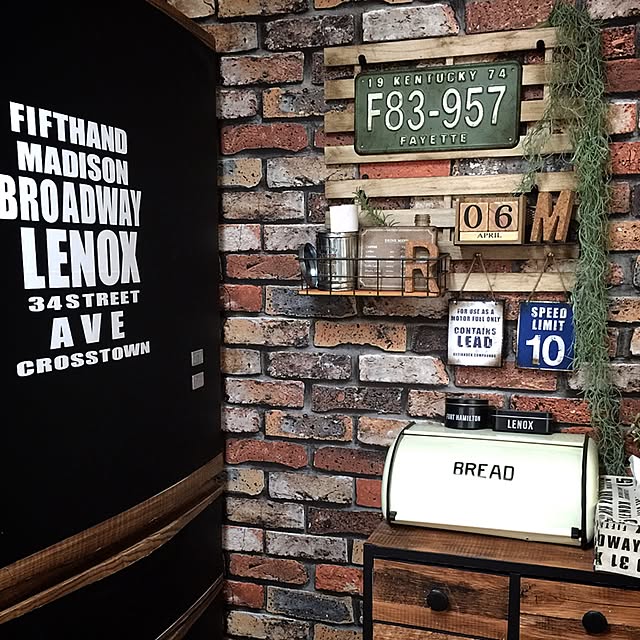 FIFTHAND
MADISON
BROADWAY
LENOX
34 STREET
AVE
CROSSTOWN
19 KENTUCKY 74
F83-957
FAYETTE
06
APRIL
M
R
FOR USE AS A
MOTOR FUEL ONLY
CONTAINS
LEAD
SPEED
LIMIT
10
HAMILTON
LENOX
BREAD